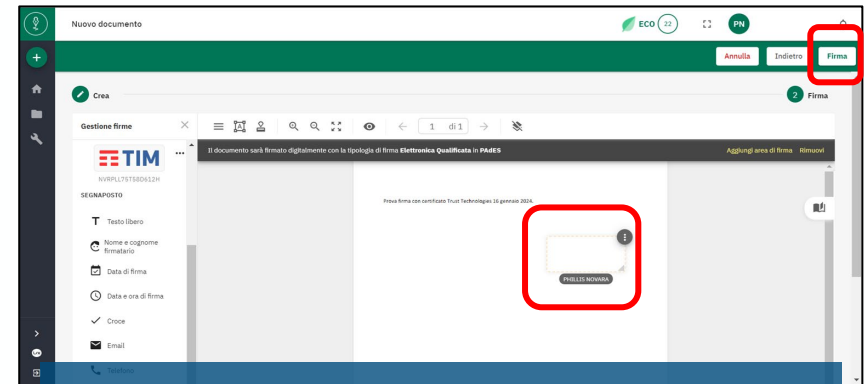 Nuovo documento
ECO 22
PN
Annulla
Indietro
Firma
Crea
2 Firma
Gestione firme
1 di 1
TIM
Il documento sarà firmato digitalmente con la tipologia di firma Elettronica Qualificata in PAdES
Aggiungi area di firma
Rimuovi
SEGNAPOSTO
Prova firma con certificato Trust Technologies 16 gennaio 2024.
T Testo libero
Nome e cognome
firmatario
PHILLIS NOVARA
Data di firma
Data e ora di firma
Croce
Email
Telefono